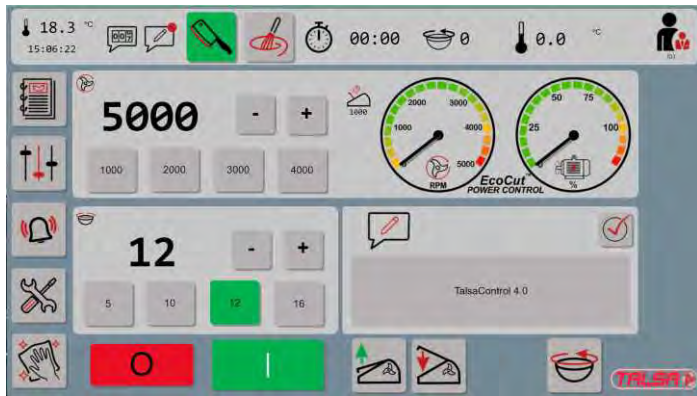 18.3 °C
15:06:22
007
00:00
0
0.0 °C
5000
- +
1000 2000 3000 4000
1000
1000 2000 3000 4000 5000
RPM
25 50 75 100
%
EcoCut
POWER CONTROL
12
- +
5 10 12 16
TalsaControl 4.0
O I
TALSA